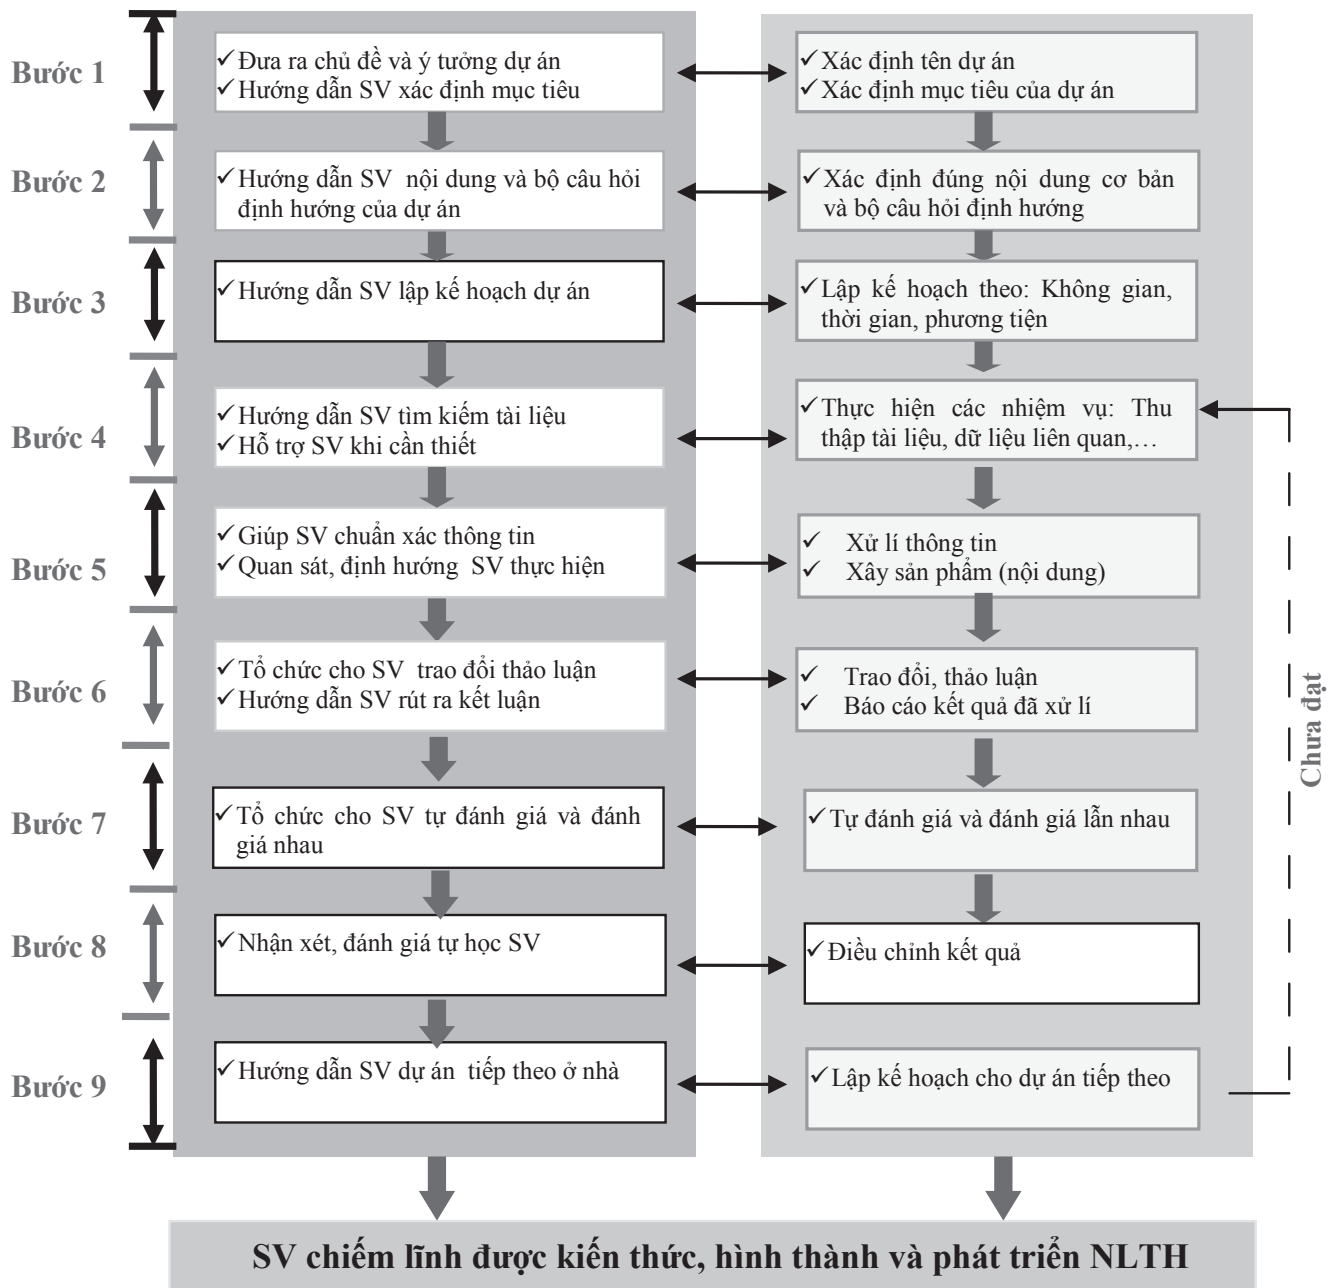 Bước 1
✓Đưa ra chủ đề và ý tưởng dự án
✓Hướng dẫn SV xác định mục tiêu
✓Xác định tên dự án
✓Xác định mục tiêu của dự án
Bước 2
✓Hướng dẫn SV nội dung và bộ câu hỏi
định hướng của dự án
✓Xác định đúng nội dung cơ bản
và bộ câu hỏi định hướng
Bước 3
✓Hướng dẫn SV lập kế hoạch dự án
✓Lập kế hoạch theo: Không gian,
thời gian, phương tiện
Bước 4
✓Hướng dẫn SV tìm kiếm tài liệu
✓Hỗ trợ SV khi cần thiết
✓Thực hiện các nhiệm vụ: Thu
thập tài liệu, dữ liệu liên quan,…
Bước 5
✓Giúp SV chuẩn xác thông tin
✓Quan sát, định hướng SV thực hiện
✓ Xử lí thông tin
✓ Xây sản phẩm (nội dung)
Bước 6
✓Tổ chức cho SV trao đổi thảo luận
✓Hướng dẫn SV rút ra kết luận
✓ Trao đổi, thảo luận
✓ Báo cáo kết quả đã xử lí
Chưa đạt
Bước 7
✓Tổ chức cho SV tự đánh giá và đánh
giá nhau
✓Tự đánh giá và đánh giá lẫn nhau
Bước 8
✓Nhận xét, đánh giá tự học SV
✓Điều chỉnh kết quả
Bước 9
✓Hướng dẫn SV dự án tiếp theo ở nhà
✓Lập kế hoạch cho dự án tiếp theo
SV chiếm lĩnh được kiến thức, hình thành và phát triển NLTH